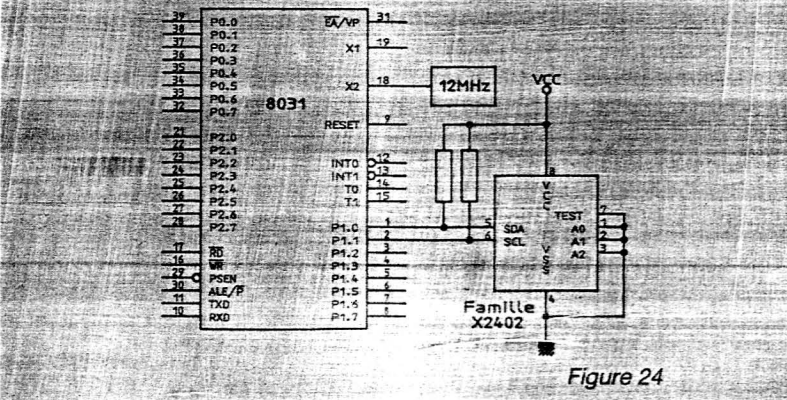 39 P0.0
38 P0.1
37 P0.2
36 P0.3
35 P0.4
34 P0.5
33 P0.6
32 P0.7
21 P2.0
22 P2.1
23 P2.2
24 P2.3
25 P2.4
26 P2.5
27 P2.6
28 P2.7
17 RD
16 WR
29 PSEN
30 ALE/P
11 TXD
10 RXD
8031
EA/VP 31
X1 19
X2 18
RESET 9
INT0 12
INT1 13
T0 14
T1 15
P1.0 1
P1.1 2
P1.2 3
P1.3 4
P1.4 5
P1.5 6
P1.6 7
P1.7 8
12MHz
VCC
8
VCC
TEST 7
5 SDA
6 SCL
A0 1
A1 2
A2 3
VSS
4
Famille
X2402
Figure 24